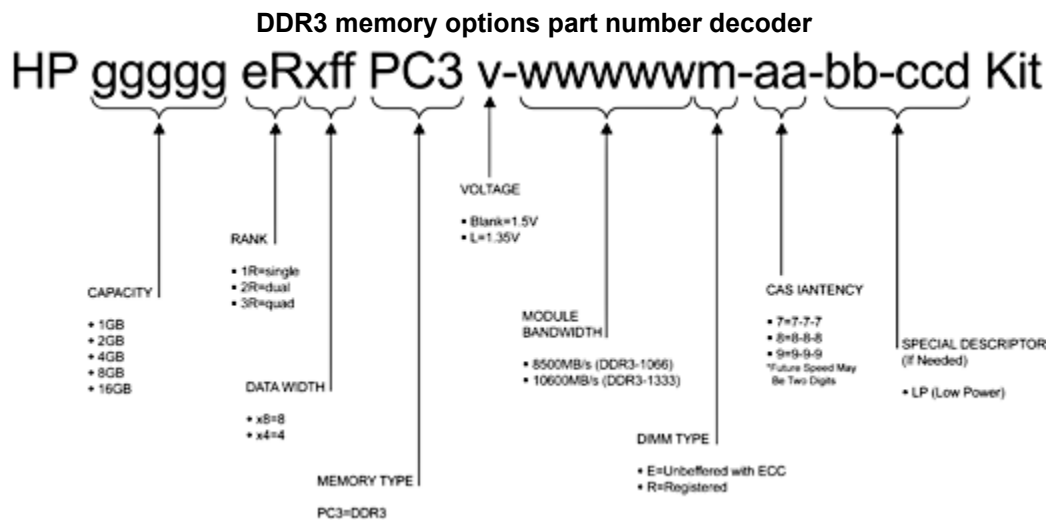 DDR3 memory options part number decoder
HP ggggg eRxff PC3 v-wwwwwm-aa-bb-ccd Kit
VOLTAGE
▪ Blank=1.5V
▪ L=1.35V
RANK
▪ 1R=single
▪ 2R=dual
▪ 3R=quad
CAPACITY
• 1GB
• 2GB
• 4GB
• 8GB
• 16GB
CAS IANTENCY
▪ 7=7-7-7
▪ 8=8-8-8
▪ 9=9-9-9
*Future Speed May
Be Two Digits
MODULE
BANDWIDTH
• 8500MB/s (DDR3-1066)
• 10600MB/s (DDR3-1333)
SPECIAL DESCRIPTOR
(If Needed)
• LP (Low Power)
DATA WIDTH
• x8=8
• x4=4
DIMM TYPE
• E=Unbeffered with ECC
• R=Registered
MEMORY TYPE
PC3=DDR3